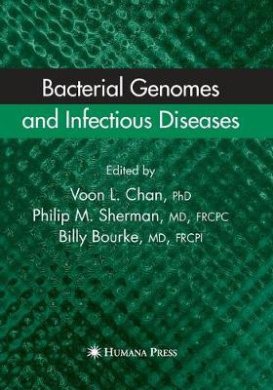 Bacterial Genomes
and Infectious Diseases
Edited by
Voon L. Chan, PhD
Philip M. Sherman, MD, FRCPC
Billy Bourke, MD, FRCPI
HUMANA PRESS